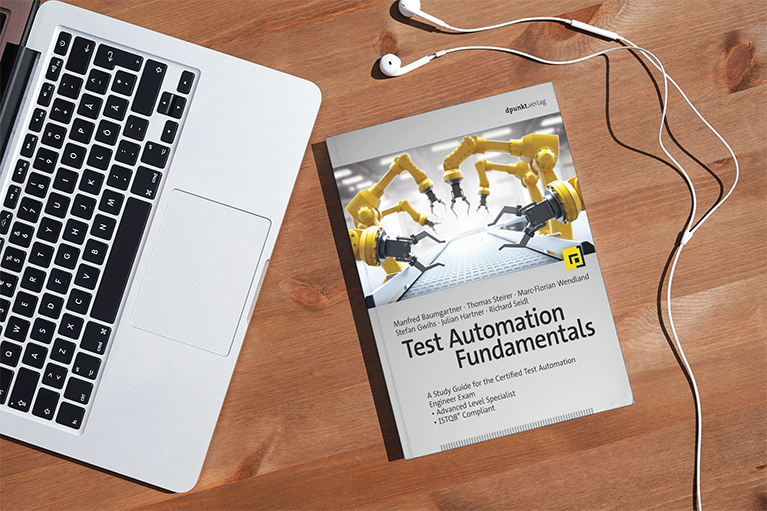 dpunkt.verlag
Manfred Baumgartner · Thomas Steirer · Marc-Florian Wendland
Stefan Gwihs · Julian Hartner · Richard Seidl
Test Automation
Fundamentals
A Study Guide for the Certified Test Automation
Engineer Exam
• Advanced Level Specialist
• ISTQB® Compliant